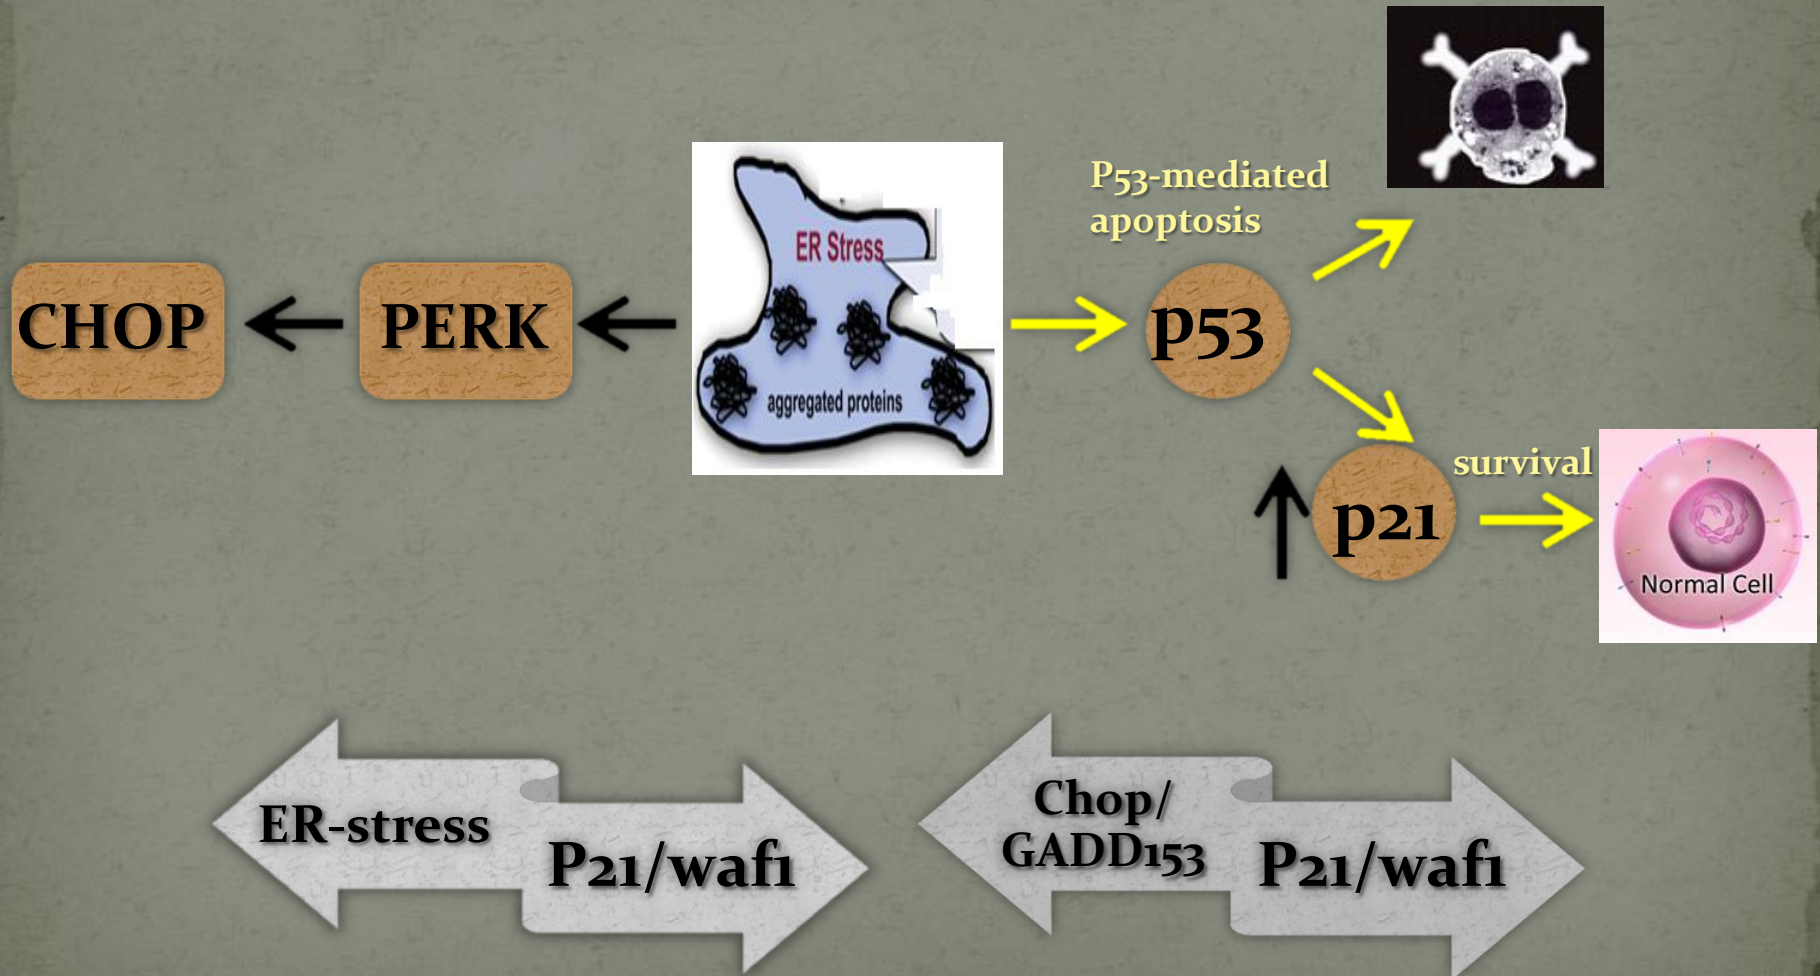 P53-mediated
apoptosis
CHOP
PERK
ER Stress
aggregated proteins
p53
survival
p21
Normal Cell
ER-stress
P21/waf1
Chop/
GADD153
P21/waf1